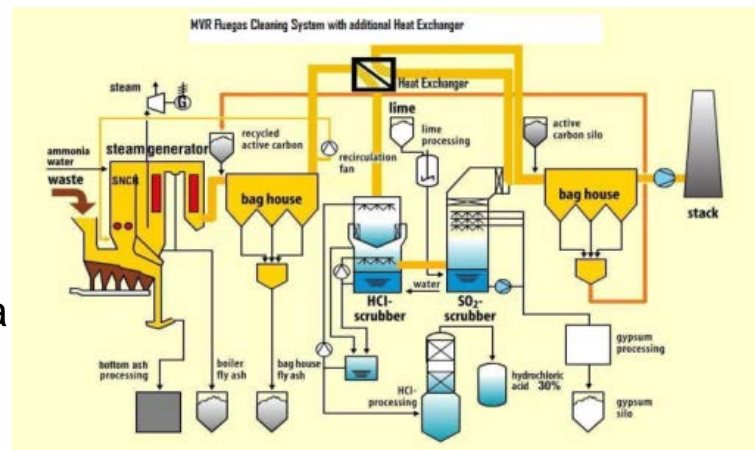 MVR Fluegas Cleaning System with additional Heat Exchanger
steam
G
Heat Exchanger
ammonia
water
waste
steam generator
SNCR
recycled
active carbon
recirculation
fan
lime
lime
processing
active
carbon silo
bag house
bag house
stack
HCl-
scrubber
water
SO₂-
scrubber
a
bottom ash
processing
boiler
fly ash
bag house
fly ash
HCl-
processing
hydrochloric
acid 30%
gypsum
processing
gypsum
silo